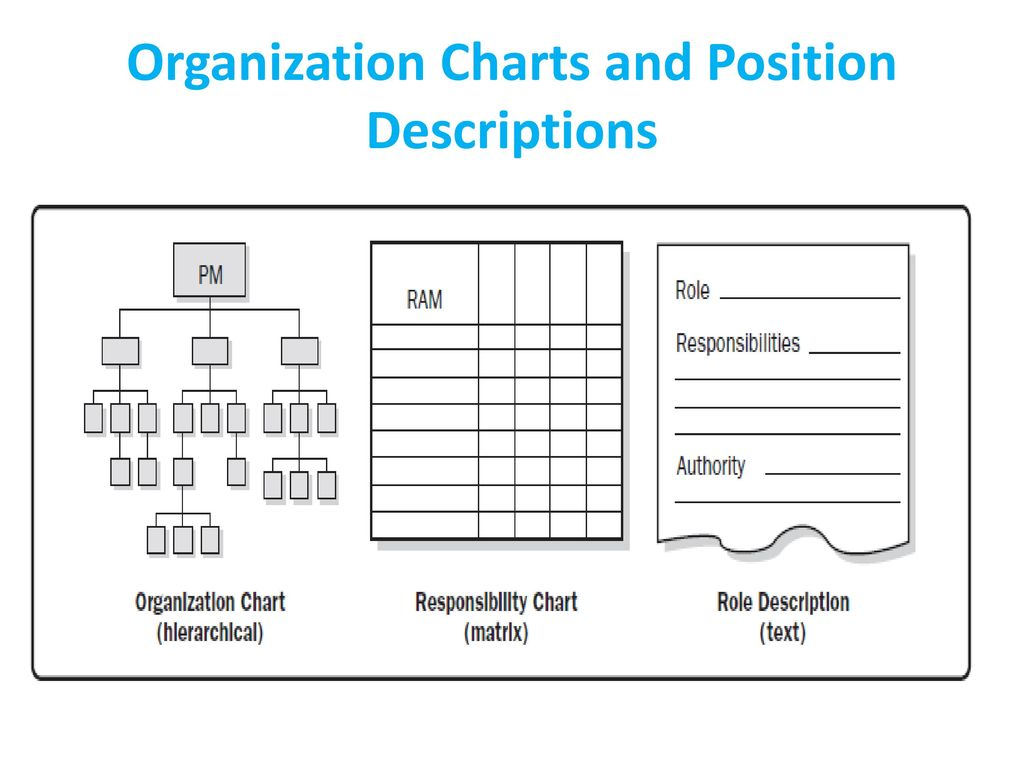 Organization Charts and Position
Descriptions
PM
RAM
Role
Responsibilities
Authority
Organization Chart
(hierarchical)
Responsibility Chart
(matrix)
Role Description
(text)